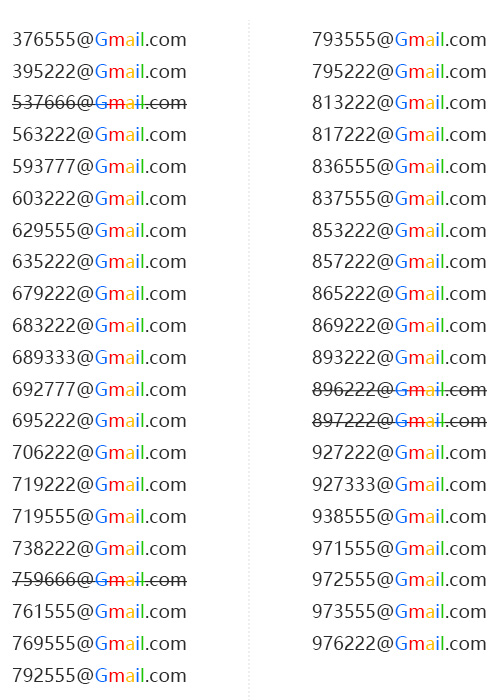 376555@Gmail.com
395222@Gmail.com
537666@Gmail.com
563222@Gmail.com
593777@Gmail.com
603222@Gmail.com
629555@Gmail.com
635222@Gmail.com
679222@Gmail.com
683222@Gmail.com
689333@Gmail.com
692777@Gmail.com
695222@Gmail.com
706222@Gmail.com
719222@Gmail.com
719555@Gmail.com
738222@Gmail.com
759666@Gmail.com
761555@Gmail.com
769555@Gmail.com
792555@Gmail.com
793555@Gmail.com
795222@Gmail.com
813222@Gmail.com
817222@Gmail.com
836555@Gmail.com
837555@Gmail.com
853222@Gmail.com
857222@Gmail.com
865222@Gmail.com
869222@Gmail.com
893222@Gmail.com
896222@Gmail.com
897222@Gmail.com
927222@Gmail.com
927333@Gmail.com
938555@Gmail.com
971555@Gmail.com
972555@Gmail.com
973555@Gmail.com
976222@Gmail.com